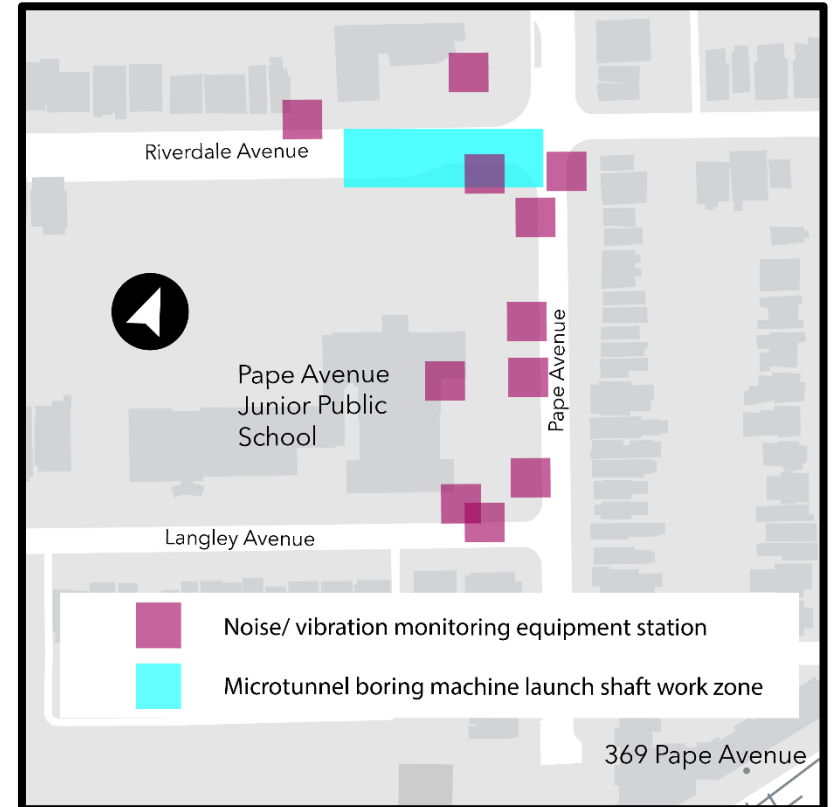 Riverdale Avenue
Pape Avenue
Pape Avenue
Junior Public
School
Langley Avenue
Noise/ vibration monitoring equipment station
Microtunnel boring machine launch shaft work zone
369 Pape Avenue